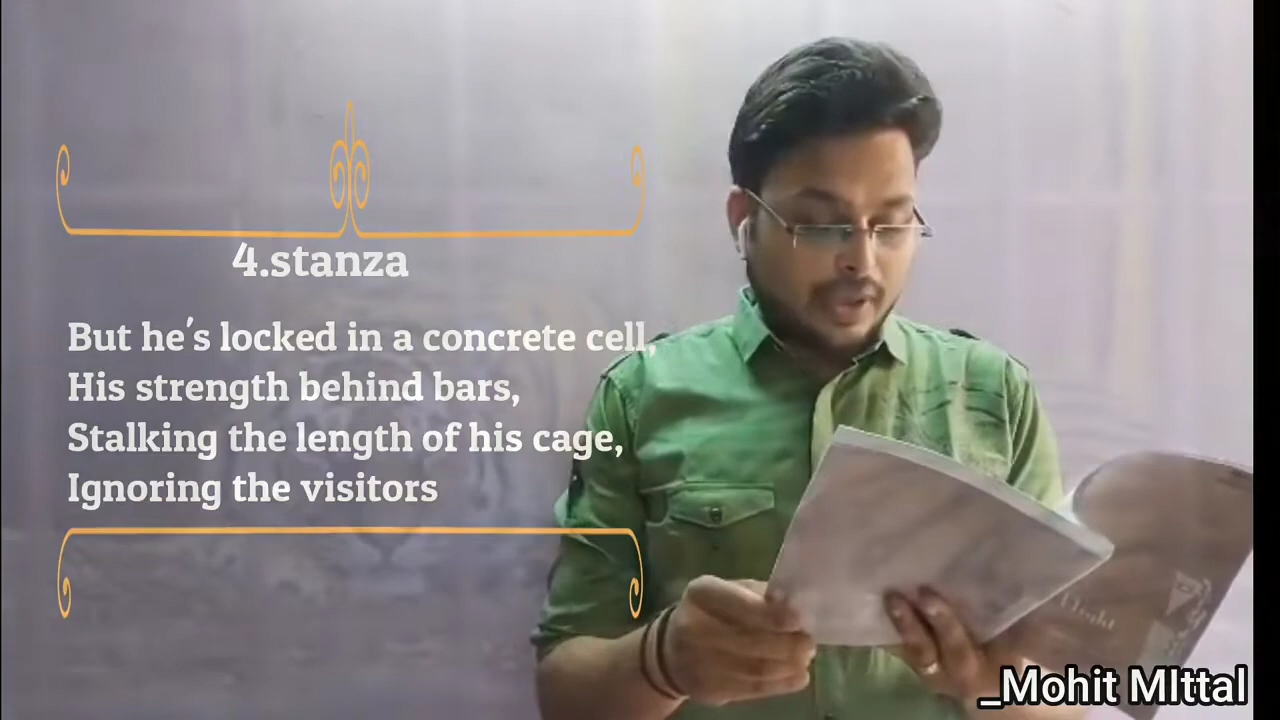 4.stanza
But he's locked in a concrete cell,
His strength behind bars,
Stalking the length of his cage,
Ignoring the visitors
_Mohit MIttal